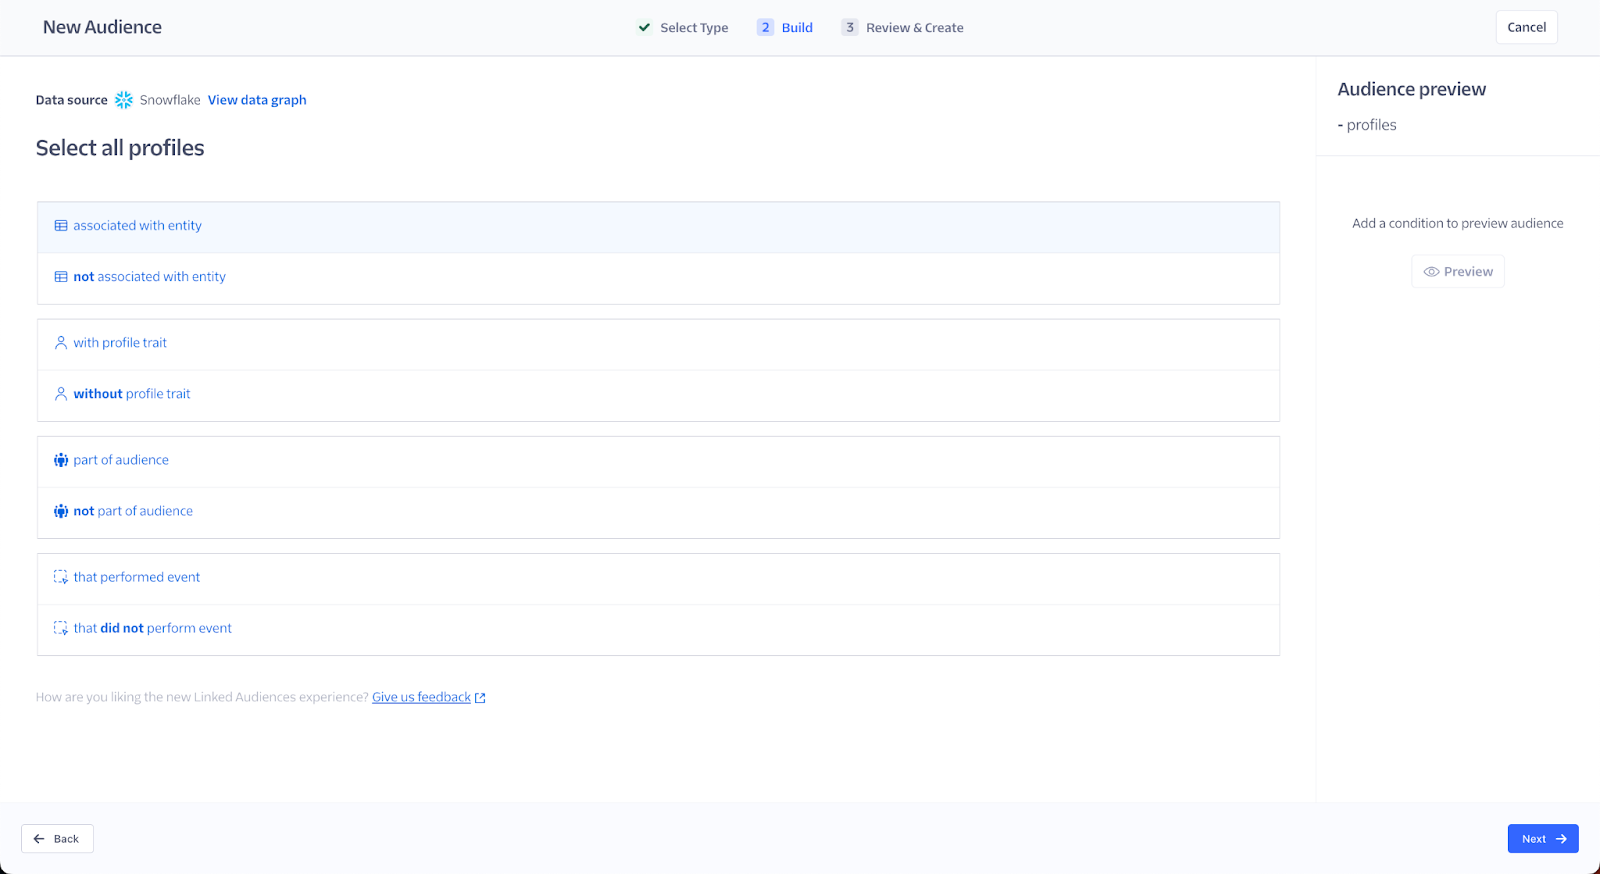 New Audience
Select Type
2 Build
3 Review & Create
Cancel
Data source Snowflake View data graph
Select all profiles
associated with entity
not associated with entity
with profile trait
without profile trait
part of audience
not part of audience
that performed event
that did not perform event
How are you liking the new Linked Audiences experience? Give us feedback
Audience preview
- profiles
Add a condition to preview audience
Preview
Back
Next